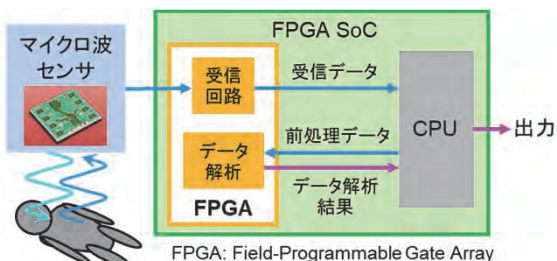 FPGA SoC
マイクロ波
センサ
受信
回路
受信データ
前処理データ
CPU
出力
データ
解析
データ解析
結果
FPGA
FPGA: Field-Programmable Gate Array